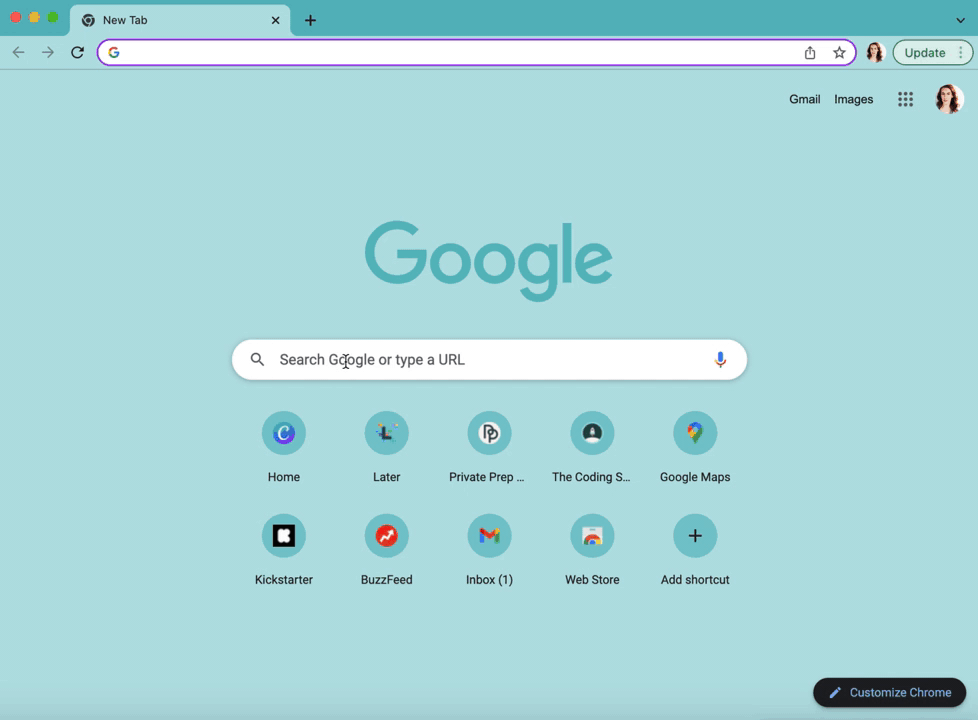 New Tab
Update
Gmail Images
Google
Search Google or type a URL
Home Later Private Prep ... The Coding S... Google Maps
Kickstarter BuzzFeed Inbox (1) Web Store Add shortcut
Customize Chrome